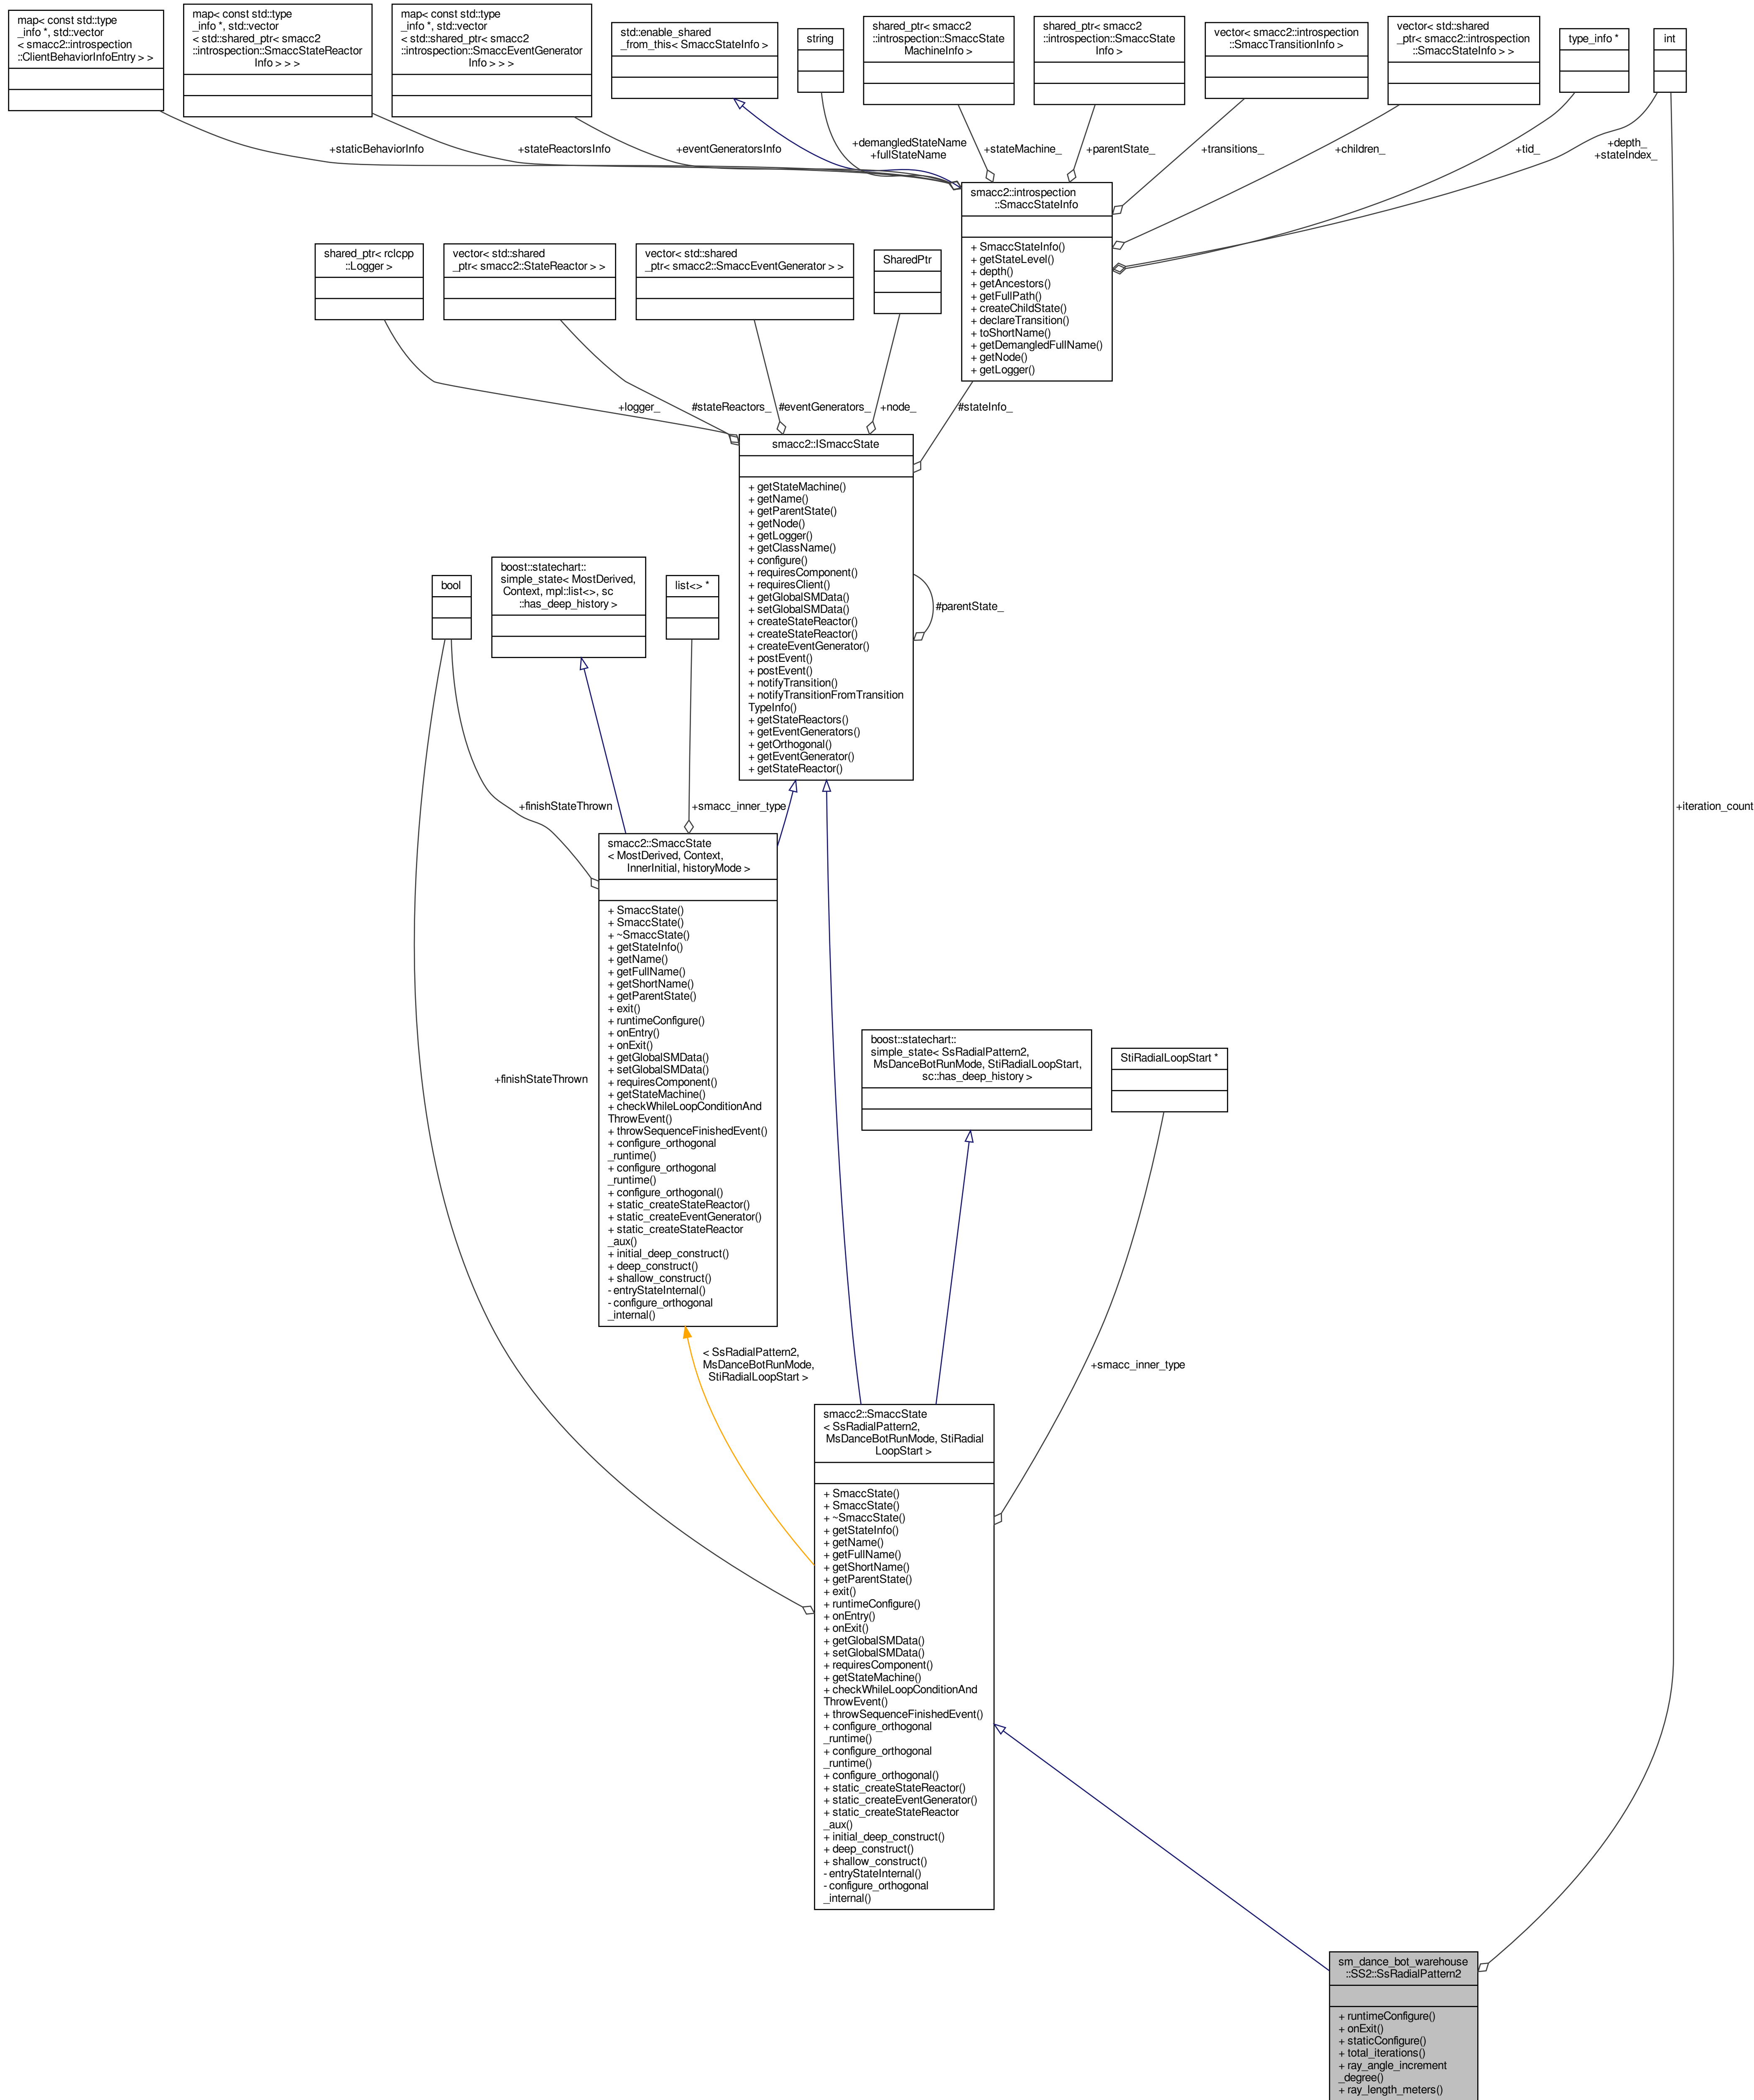 map< const std::type
_info *, std::vector
< smacc2::introspection
::ClientBehaviorInfoEntry > >
map< const std::type
_info *, std::vector
< std::shared_ptr< smacc2
::introspection::SmaccStateReactor
Info > > >
map< const std::type
_info *, std::vector
< std::shared_ptr< smacc2
::introspection::SmaccEventGenerator
Info > > >
std::enable_shared
_from_this< SmaccStateInfo >
string
shared_ptr< smacc2
::introspection::SmaccState
MachineInfo >
shared_ptr< smacc2
::introspection::SmaccState
Info >
vector< smacc2::introspection
::SmaccTransitionInfo >
vector< std::shared
_ptr< smacc2::introspection
::SmaccStateInfo > >
type_info *
int
+staticBehaviorInfo
+stateReactorsInfo
+eventGeneratorsInfo
+demangledStateName
+fullStateName
+stateMachine_
+parentState_
+transitions_
+children_
+tid_
+depth_
+stateIndex_
smacc2::introspection
::SmaccStateInfo
+ SmaccStateInfo()
+ getStateLevel()
+ depth()
+ getAncestors()
+ getFullPath()
+ createChildState()
+ declareTransition()
+ toShortName()
+ getDemangledFullName()
+ getNode()
+ getLogger()
shared_ptr< rclcpp
::Logger >
vector< std::shared
_ptr< smacc2::StateReactor > >
vector< std::shared
_ptr< smacc2::SmaccEventGenerator > >
SharedPtr
+logger_
#stateReactors_
#eventGenerators_
+node_
#stateInfo_
smacc2::ISmaccState
+ getStateMachine()
+ getName()
+ getParentState()
+ getNode()
+ getLogger()
+ getClassName()
+ configure()
+ requiresComponent()
+ requiresClient()
+ getGlobalSMData()
+ setGlobalSMData()
+ createStateReactor()
+ createStateReactor()
+ createEventGenerator()
+ postEvent()
+ postEvent()
+ notifyTransition()
+ notifyTransitionFromTransition
TypeInfo()
+ getStateReactors()
+ getEventGenerators()
+ getOrthogonal()
+ getEventGenerator()
+ getStateReactor()
#parentState_
bool
boost::statechart::
simple_state< MostDerived,
Context, mpl::list<>, sc
::has_deep_history >
list<> *
+finishStateThrown
+smacc_inner_type
+iteration_count
smacc2::SmaccState
< MostDerived, Context,
InnerInitial, historyMode >
+ SmaccState()
+ SmaccState()
+ ~SmaccState()
+ getStateInfo()
+ getName()
+ getFullName()
+ getShortName()
+ getParentState()
+ exit()
+ runtimeConfigure()
+ onEntry()
+ onExit()
+ getGlobalSMData()
+ setGlobalSMData()
+ requiresComponent()
+ getStateMachine()
+ checkWhileLoopConditionAnd
ThrowEvent()
+ throwSequenceFinishedEvent()
+ configure_orthogonal
_runtime()
+ configure_orthogonal
_runtime()
+ configure_orthogonal()
+ static_createStateReactor()
+ static_createEventGenerator()
+ static_createStateReactor
_aux()
+ initial_deep_construct()
+ deep_construct()
+ shallow_construct()
- entryStateInternal()
- configure_orthogonal
_internal()
+finishStateThrown
boost::statechart::
simple_state< SsRadialPattern2,
MsDanceBotRunMode, StiRadialLoopStart,
sc::has_deep_history >
StiRadialLoopStart *
< SsRadialPattern2,
MsDanceBotRunMode,
StiRadialLoopStart >
+smacc_inner_type
smacc2::SmaccState
< SsRadialPattern2,
MsDanceBotRunMode, StiRadial
LoopStart >
+ SmaccState()
+ SmaccState()
+ ~SmaccState()
+ getStateInfo()
+ getName()
+ getFullName()
+ getShortName()
+ getParentState()
+ exit()
+ runtimeConfigure()
+ onEntry()
+ onExit()
+ getGlobalSMData()
+ setGlobalSMData()
+ requiresComponent()
+ getStateMachine()
+ checkWhileLoopConditionAnd
ThrowEvent()
+ throwSequenceFinishedEvent()
+ configure_orthogonal
_runtime()
+ configure_orthogonal
_runtime()
+ configure_orthogonal()
+ static_createStateReactor()
+ static_createEventGenerator()
+ static_createStateReactor
_aux()
+ initial_deep_construct()
+ deep_construct()
+ shallow_construct()
- entryStateInternal()
- configure_orthogonal
_internal()
sm_dance_bot_warehouse
::SS2::SsRadialPattern2
+ runtimeConfigure()
+ onExit()
+ staticConfigure()
+ total_iterations()
+ ray_angle_increment
_degree()
+ ray_length_meters()